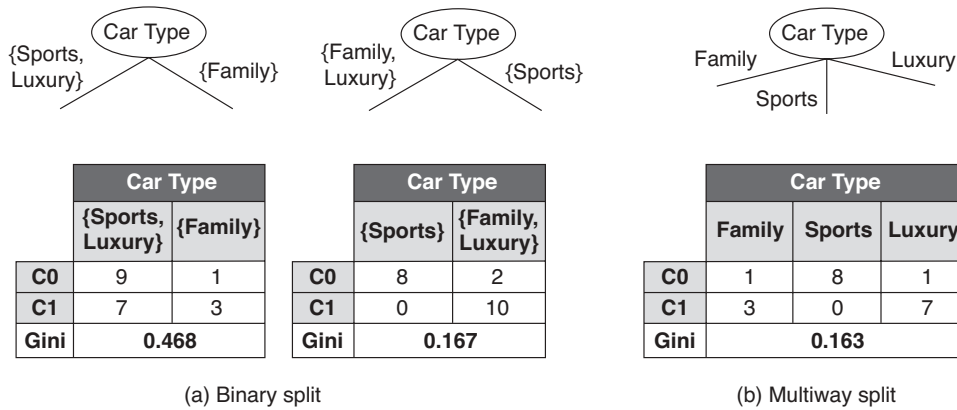 Car Type
{Sports,
Luxury}
{Family}
Car Type
{Family,
Luxury}
{Sports}
Car Type
Family
Sports
Luxury
Car Type
{Sports,
Luxury}
{Family}
C0 9 1
C1 7 3
Gini 0.468
Car Type
{Sports}
{Family,
Luxury}
C0 8 2
C1 0 10
Gini 0.167
Car Type
Family Sports Luxury
C0 1 8 1
C1 3 0 7
Gini 0.163
(a) Binary split
(b) Multiway split